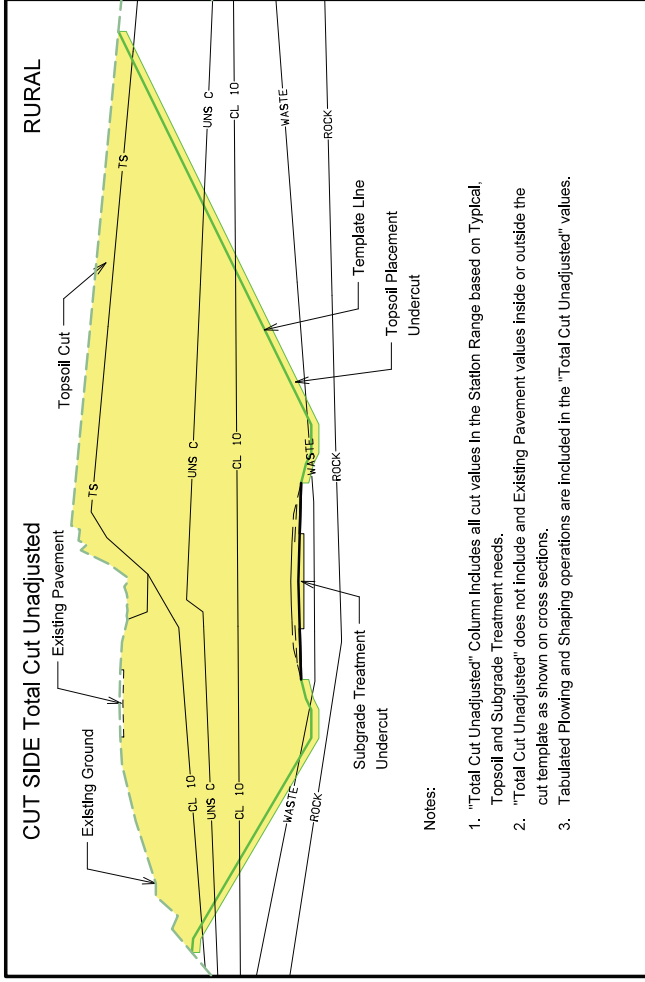 CUT SIDE Total Cut Unadjusted
RURAL
Existing Ground
Existing Pavement
Topsoil Cut
TS
TS
CL 10
UNS C
UNS C
UNS C
CL 10
CL 10
CL 10
WASTE
WASTE
WASTE
ROCK
ROCK
ROCK
Subgrade Treatment
Undercut
Template Line
Topsoil Placement
Undercut
Notes:
1. "Total Cut Unadjusted" Column Includes all cut values In the Station Range based on Typical,
Topsoil and Subgrade Treatment needs.
2. "Total Cut Unadjusted" does not include and Existing Pavement values inside or outside the
cut template as shown on cross sections.
3. Tabulated Plowing and Shaping operations are included in the "Total Cut Unadjusted" values.